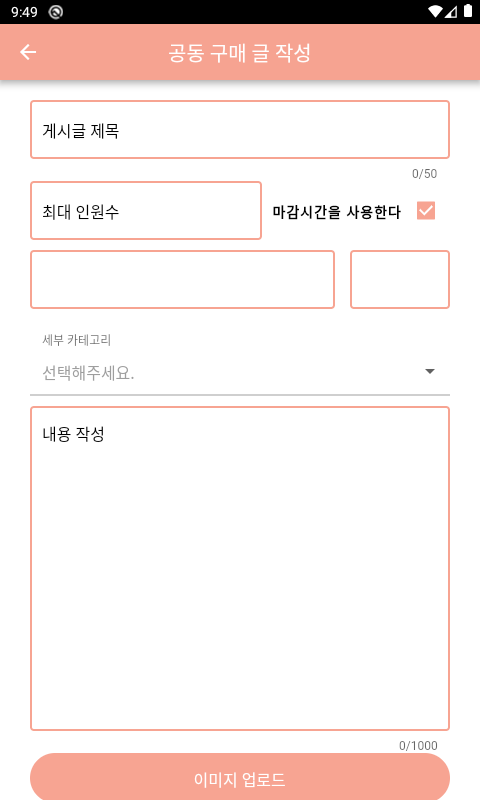 9:49
공동 구매 글 작성
게시글 제목
0/50
최대 인원수
마감시간을 사용한다
세부 카테고리
선택해주세요.
내용 작성
0/1000
이미지 업로드